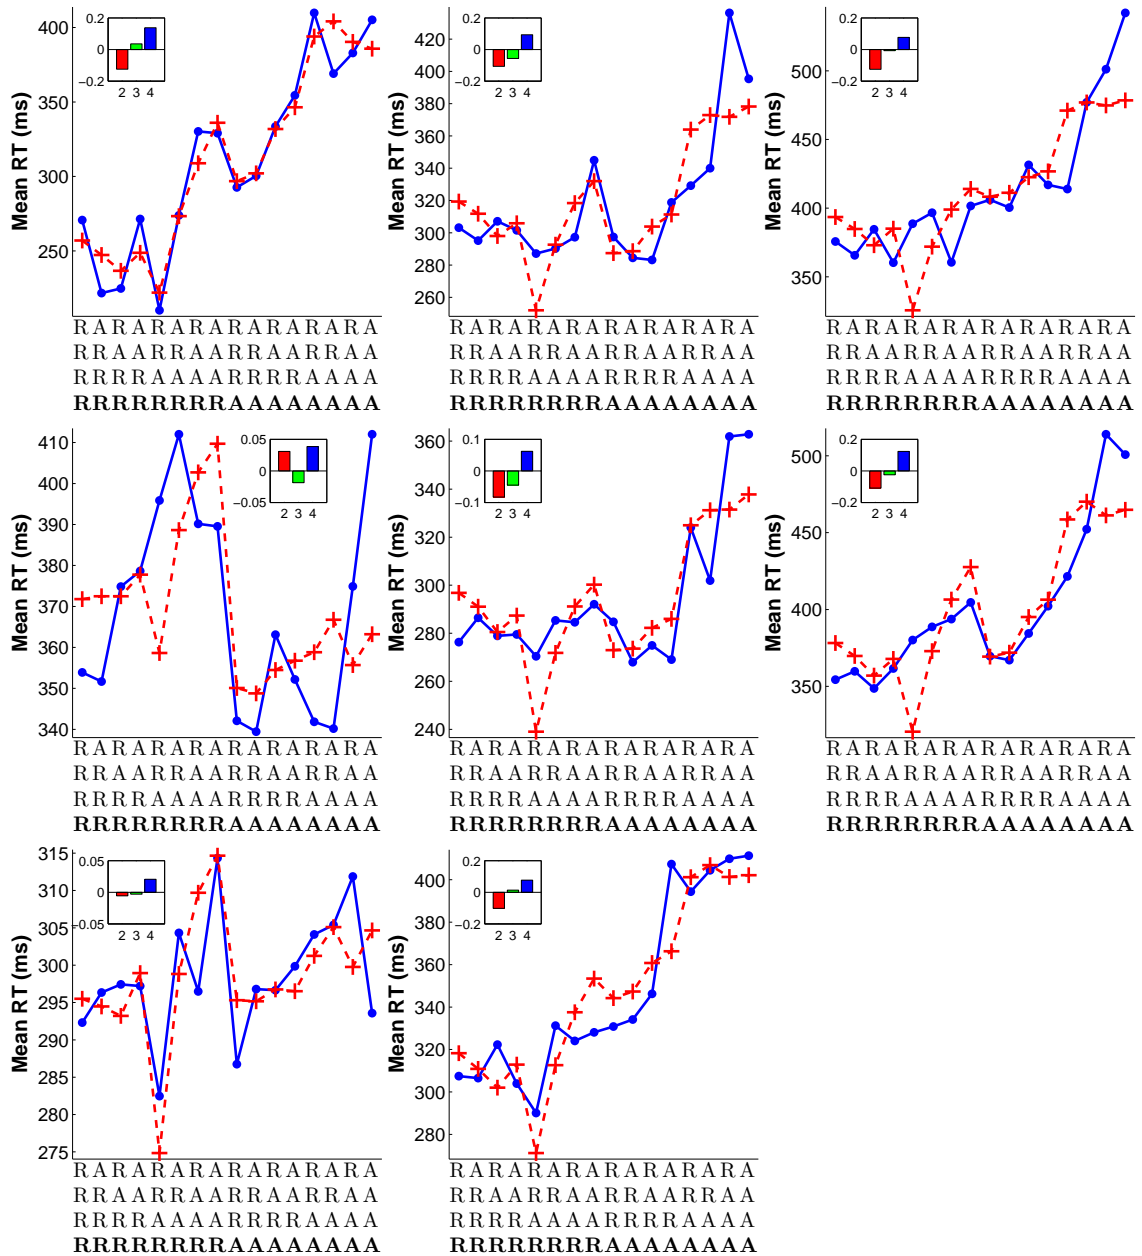 Mean RT (ms)
400
350
300
250
0.2
0
−0.2
2 3 4
R A R A R A R A R A R A R A R A
R R A A R R A A R R A A R R A A
R R R R A A A A R R R R A A A A
R R R R R R R R A A A A A A A A
Mean RT (ms)
420
400
380
360
340
320
300
280
260
0.2
0
−0.2
2 3 4
R A R A R A R A R A R A R A R A
R R A A R R A A R R A A R R A A
R R R R A A A A R R R R A A A A
R R R R R R R R A A A A A A A A
Mean RT (ms)
500
450
400
350
0.2
0
−0.2
2 3 4
R A R A R A R A R A R A R A R A
R R A A R R A A R R A A R R A A
R R R R A A A A R R R R A A A A
R R R R R R R R A A A A A A A A
Mean RT (ms)
410
400
390
380
370
360
350
340
0.05
0
−0.05
2 3 4
R A R A R A R A R A R A R A R A
R R A A R R A A R R A A R R A A
R R R R A A A A R R R R A A A A
R R R R R R R R A A A A A A A A
Mean RT (ms)
360
340
320
300
280
260
240
0.1
0
−0.1
2 3 4
R A R A R A R A R A R A R A R A
R R A A R R A A R R A A R R A A
R R R R A A A A R R R R A A A A
R R R R R R R R A A A A A A A A
Mean RT (ms)
500
450
400
350
0.2
0
−0.2
2 3 4
R A R A R A R A R A R A R A R A
R R A A R R A A R R A A R R A A
R R R R A A A A R R R R A A A A
R R R R R R R R A A A A A A A A
Mean RT (ms)
315
310
305
300
295
290
285
280
275
0.05
0
−0.05
2 3 4
R A R A R A R A R A R A R A R A
R R A A R R A A R R A A R R A A
R R R R A A A A R R R R A A A A
R R R R R R R R A A A A A A A A
Mean RT (ms)
400
380
360
340
320
300
280
0.2
0
−0.2
2 3 4
R A R A R A R A R A R A R A R A
R R A A R R A A R R A A R R A A
R R R R A A A A R R R R A A A A
R R R R R R R R A A A A A A A A